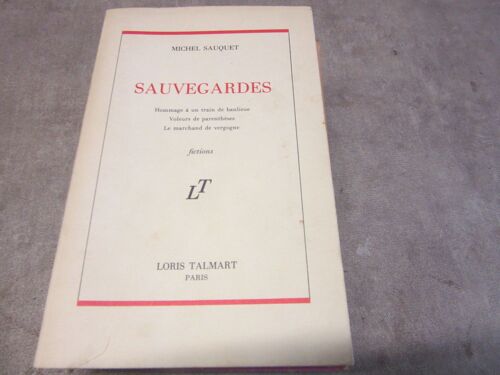 MICHEL SAUQUET
SAUVEGARDES
Hommage à un train de banlieue
Voleurs de parenthèses
Le marchand de vergogne
fictions
LT
LORIS TALMART
PARIS